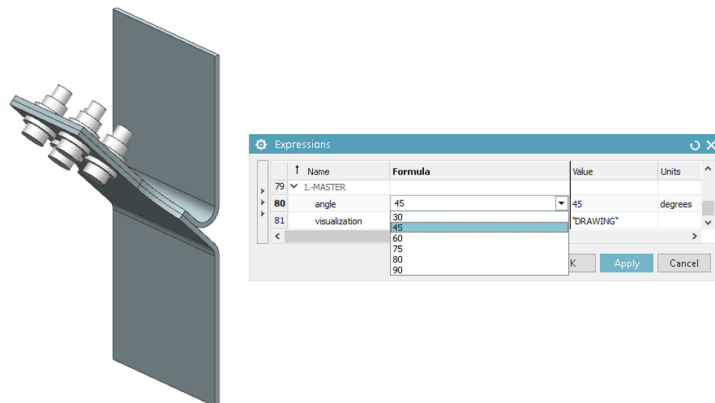 Expressions
↑ Name Formula Value Units
79 1.-MASTER
80 angle 45 45 degrees
81 visualization "DRAWING"
30
45
60
75
80
90
K Apply Cancel